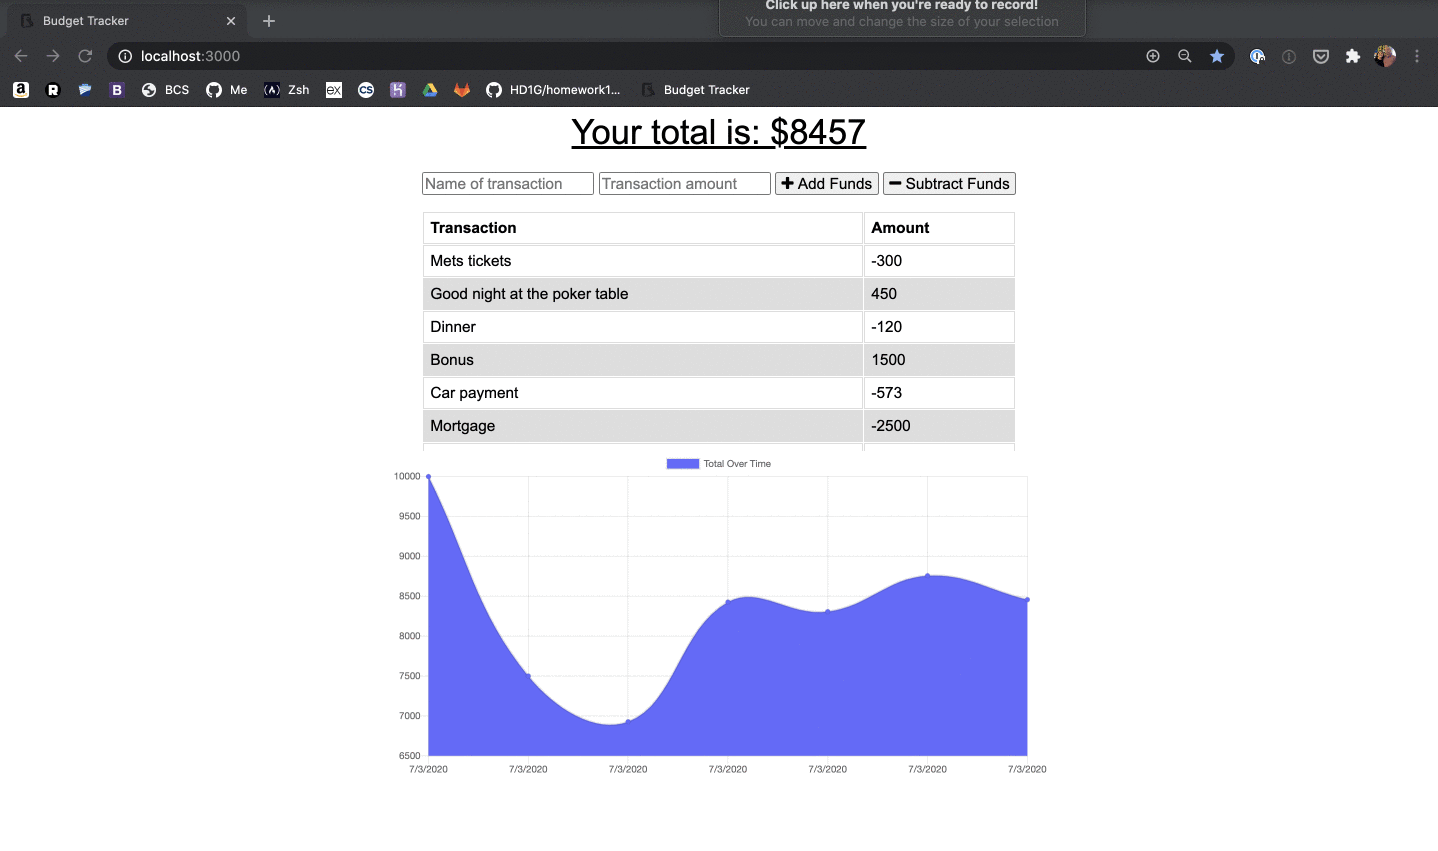 Budget Tracker
Click up here when you're ready to record!
You can move and change the size of your selection
localhost:3000
a R B BCS Me Zsh ex CS HD1G/homework1... Budget Tracker
Your total is: $8457
Name of transaction Transaction amount Add Funds Subtract Funds
Transaction Amount
Mets tickets -300
Good night at the poker table 450
Dinner -120
Bonus 1500
Car payment -573
Mortgage -2500
Total Over Time
10000
9500
9000
8500
8000
7500
7000
6500
7/3/2020 7/3/2020 7/3/2020 7/3/2020 7/3/2020 7/3/2020 7/3/2020